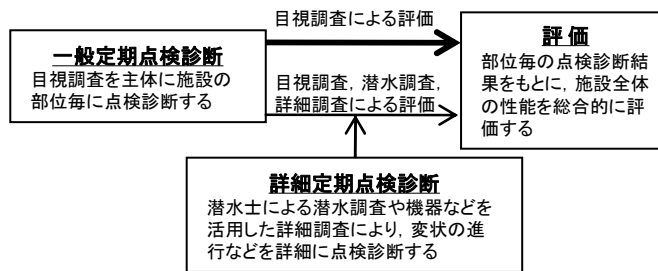 一般定期点検診断
目視調査を主体に施設の
部位毎に点検診断する
目視調査による評価
目視調査, 潜水調査,
詳細調査による評価
評価
部位毎の点検診断結
果をもとに, 施設全体
の性能を総合的に評
価する
詳細定期点検診断
潜水士による潜水調査や機器などを
活用した詳細調査により, 変状の進
行などを詳細に点検診断する